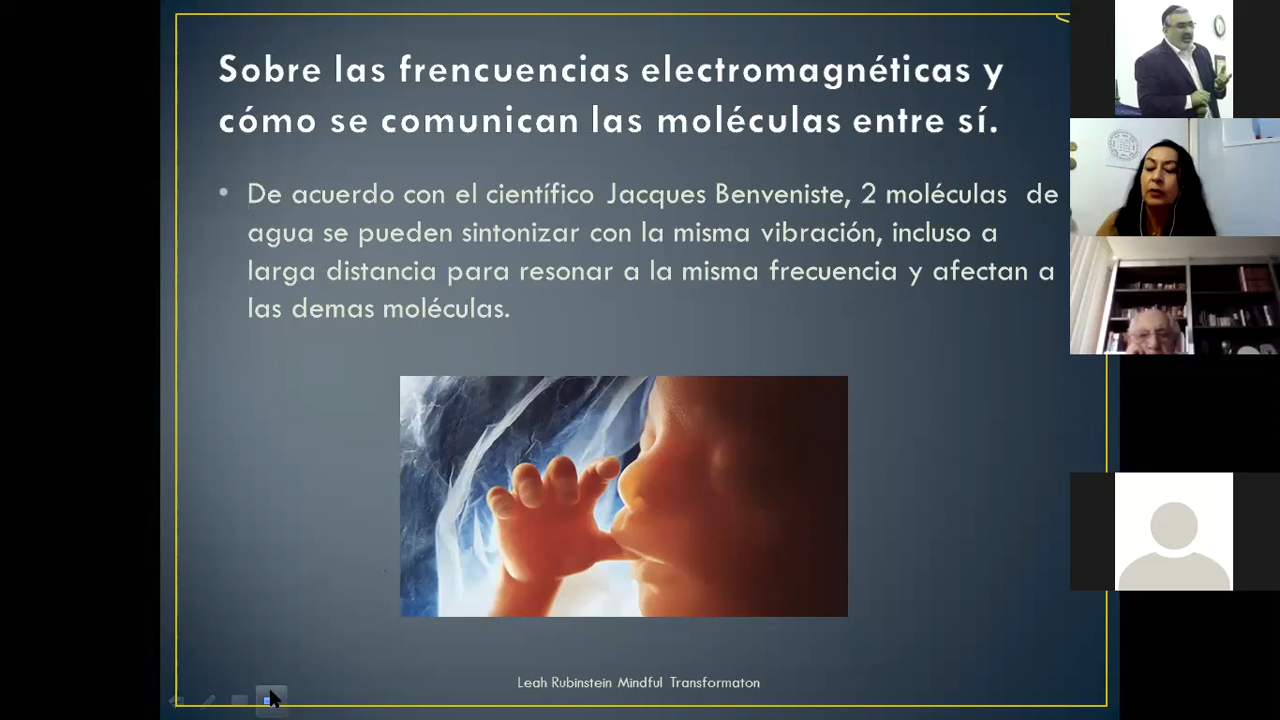 Sobre las frencuencias electromagnéticas y
cómo se comunican las moléculas entre sí.
• De acuerdo con el científico Jacques Benveniste, 2 moléculas de
agua se pueden sintonizar con la misma vibración, incluso a
larga distancia para resonar a la misma frecuencia y afectan a
las demas moléculas.
Leah Rubinstein Mindful Transformaton